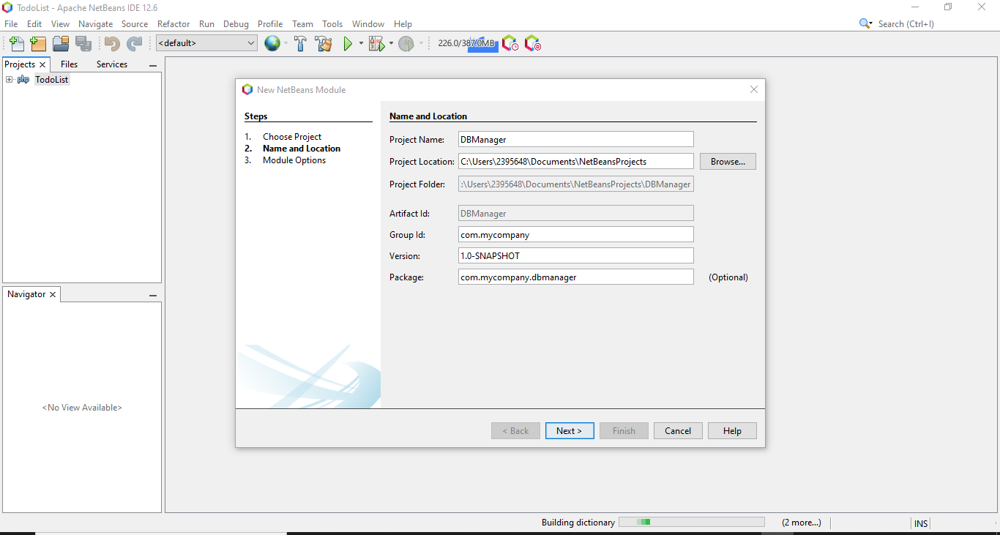 TodoList - Apache NetBeans IDE 12.6
File Edit View Navigate Source Refactor Run Debug Profile Team Tools Window Help
Search (Ctrl+I)
<default>
226.0/387.0MB
Projects Files Services
php TodoList
New NetBeans Module
Steps
1. Choose Project
2. Name and Location
3. Module Options
Name and Location
Project Name: DBManager
Project Location: C:\Users\2395648\Documents\NetBeansProjects Browse...
Project Folder: :\Users\2395648\Documents\NetBeansProjects\DBManager
Artifact Id: DBManager
Group Id: com.mycompany
Version: 1.0-SNAPSHOT
Package: com.mycompany.dbmanager (Optional)
Navigator
<No View Available>
< Back Next > Finish Cancel Help
Building dictionary (2 more...) INS